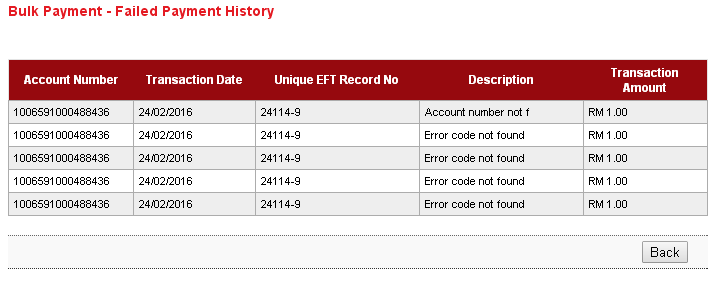 Bulk Payment - Failed Payment History
Account Number Transaction Date Unique EFT Record No Description Transaction Amount
1006591000488436 24/02/2016 24114-9 Account number not f RM 1.00
1006591000488436 24/02/2016 24114-9 Error code not found RM 1.00
1006591000488436 24/02/2016 24114-9 Error code not found RM 1.00
1006591000488436 24/02/2016 24114-9 Error code not found RM 1.00
1006591000488436 24/02/2016 24114-9 Error code not found RM 1.00
Back